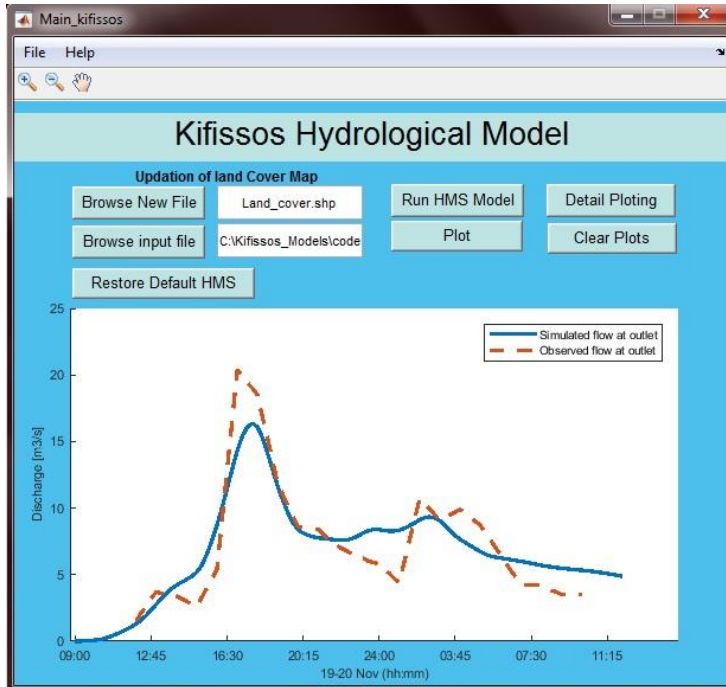 Main_kifissos
File Help
Kifissos Hydrological Model
Updation of land Cover Map
Browse New File
Land_cover.shp
Run HMS Model
Detail Ploting
Browse input file
C:\Kifissos_Models\code
Plot
Clear Plots
Restore Default HMS
Simulated flow at outlet
Observed flow at outlet
Discharge [m3/s]
25
20
15
10
5
0
09:00 12:45 16:30 20:15 24:00 03:45 07:30 11:15
19-20 Nov (hh:mm)